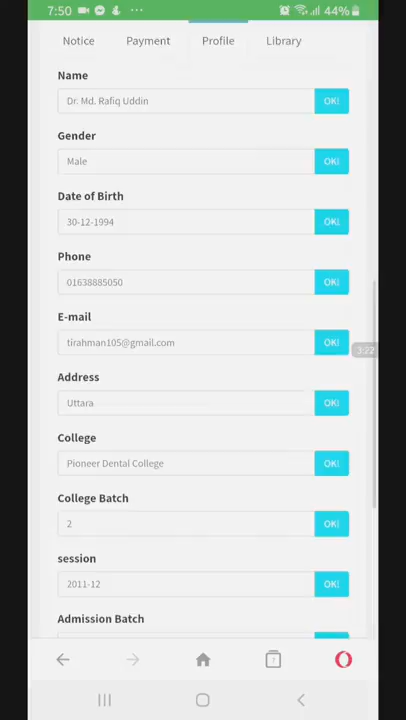 7:50
44%
Notice Payment Profile Library
Name
Dr. Md. Rafiq Uddin
OK!
Gender
Male
OK!
Date of Birth
30-12-1994
OK!
Phone
01638885050
OK!
E-mail
tirahman105@gmail.com
OK!
3:22
Address
Uttara
OK!
College
Pioneer Dental College
OK!
College Batch
2
OK!
session
2011-12
OK!
Admission Batch